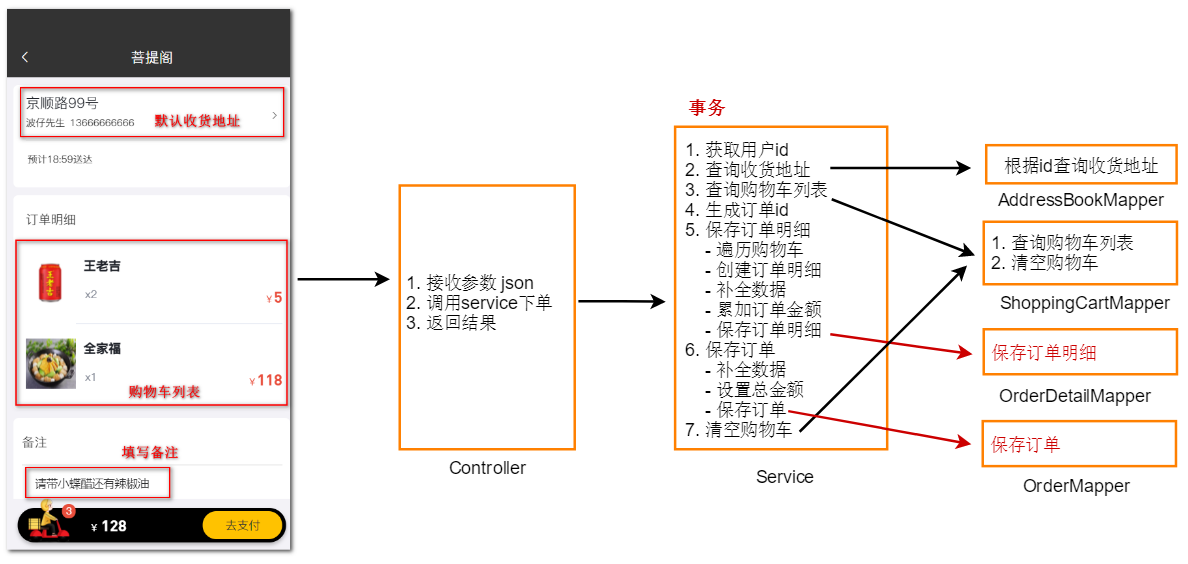 菩提阁
京顺路99号
波仔先生 13666666666
默认收货地址
预计18:59送达
订单明细
王老吉
x2
¥5
全家福
x1
¥118
购物车列表
备注
填写备注
请带小蝶醋还有辣椒油
3
¥ 128
去支付
1. 接收参数 json
2. 调用service下单
3. 返回结果
Controller
事务
1. 获取用户id
2. 查询收货地址
3. 查询购物车列表
4. 生成订单id
5. 保存订单明细
- 遍历购物车
- 创建订单明细
- 补全数据
- 累加订单金额
- 保存订单明细
6. 保存订单
- 补全数据
- 设置总金额
- 保存订单
7. 清空购物车
Service
根据id查询收货地址
AddressBookMapper
1. 查询购物车列表
2. 清空购物车
ShoppingCartMapper
保存订单明细
OrderDetailMapper
保存订单
OrderMapper